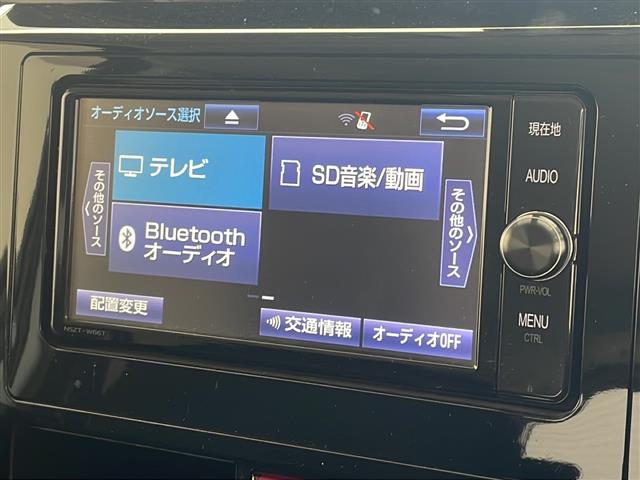 オーディオソース選択
現在地
テレビ
SD音楽/動画
AUDIO
その他のソース
その他のソース
Bluetooth
オーディオ
PWR•VOL
配置変更
交通情報
オーディオOFF
MENU
CTRL
NSZT-W66T